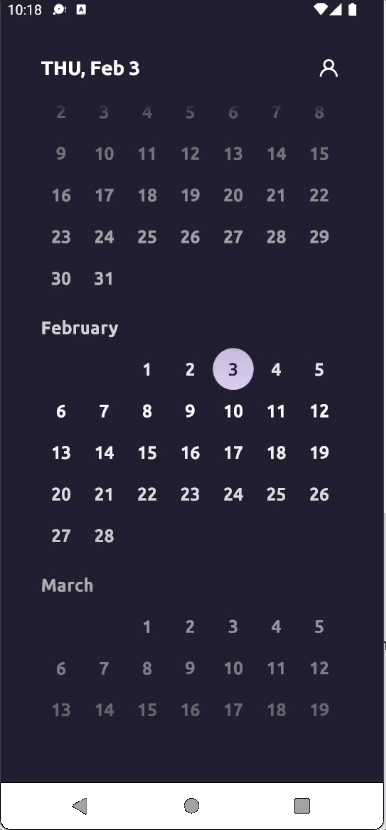 10:18 A
THU, Feb 3
2 3 4 5 6 7 8
9 10 11 12 13 14 15
16 17 18 19 20 21 22
23 24 25 26 27 28 29
30 31
February
1 2 3 4 5
6 7 8 9 10 11 12
13 14 15 16 17 18 19
20 21 22 23 24 25 26
27 28
March
1 2 3 4 5
6 7 8 9 10 11 12
13 14 15 16 17 18 19